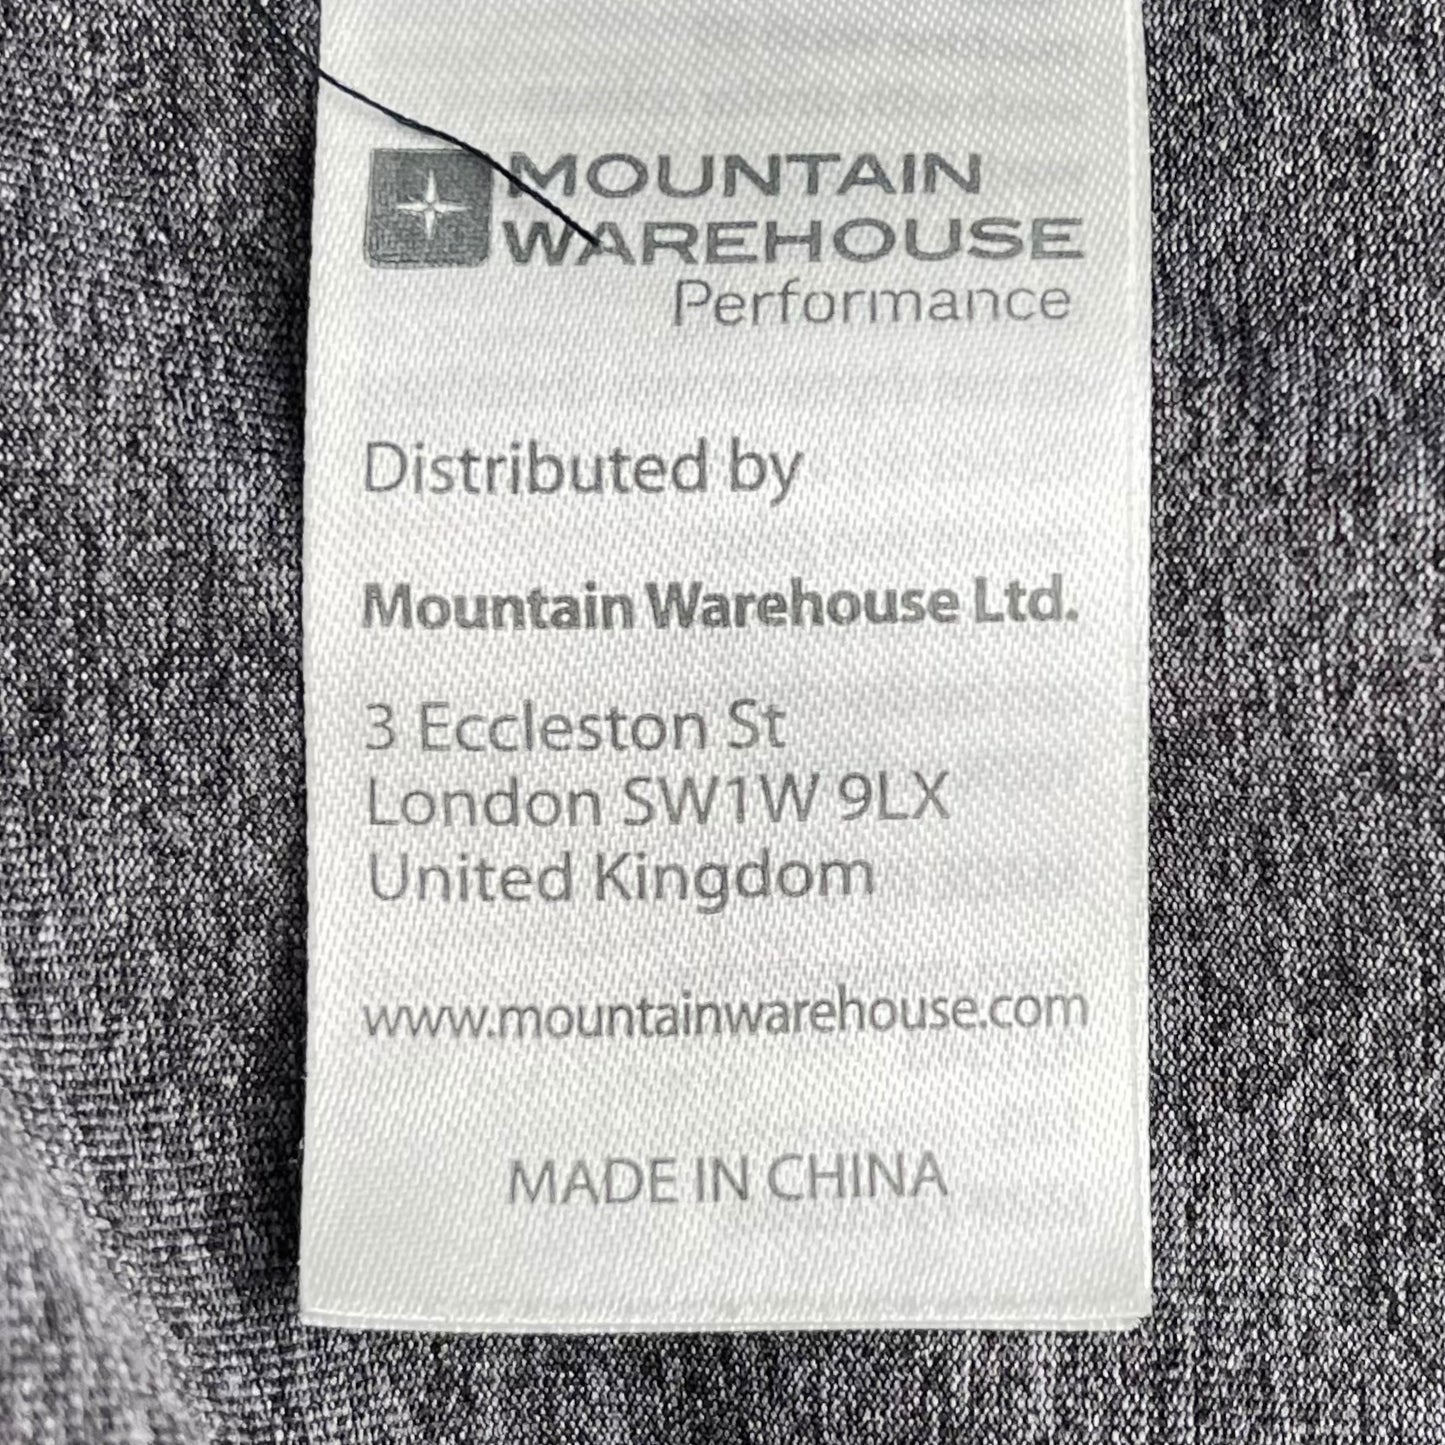 MOUNTAIN
WAREHOUSE
Performance
Distributed by
Mountain Warehouse Ltd.
3 Eccleston St
London SW1W 9LX
United Kingdom
www.mountainwarehouse.com
MADE IN CHINA